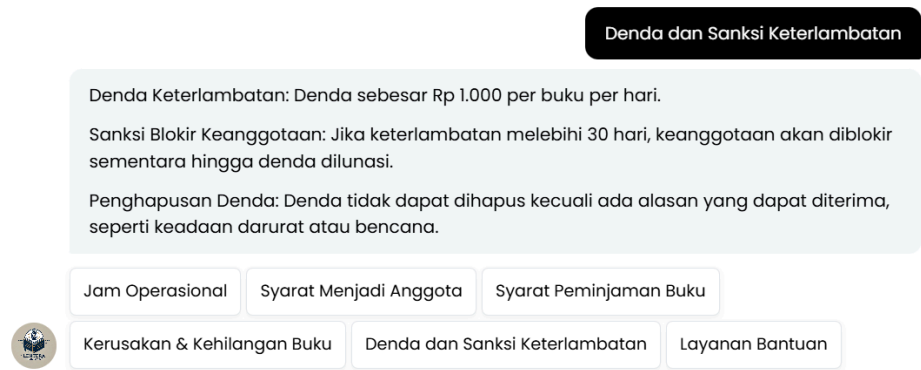 Denda dan Sanksi Keterlambatan
Denda Keterlambatan: Denda sebesar Rp 1.000 per buku per hari.
Sanksi Blokir Keanggotaan: Jika keterlambatan melebihi 30 hari, keanggotaan akan diblokir
sementara hingga denda dilunasi.
Penghapusan Denda: Denda tidak dapat dihapus kecuali ada alasan yang dapat diterima,
seperti keadaan darurat atau bencana.
Jam Operasional
Syarat Menjadi Anggota
Syarat Peminjaman Buku
Kerusakan & Kehilangan Buku
Denda dan Sanksi Keterlambatan
Layanan Bantuan